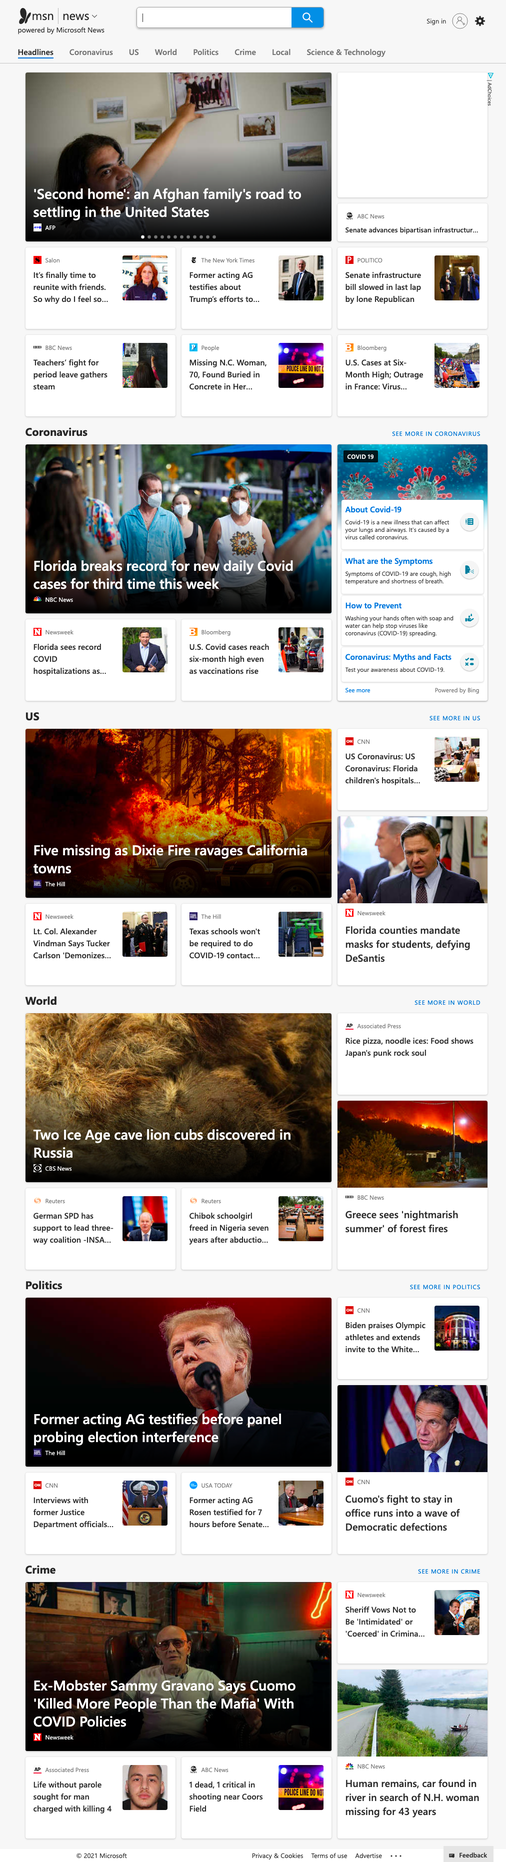 msn news
powered by Microsoft News
Sign in
Headlines Coronavirus US World Politics Crime Local Science & Technology
AdChoices
'Second home': an Afghan family's road to
settling in the United States
AFP
ABC News
Senate advances bipartisan infrastructur...
Salon
It's finally time to
reunite with friends.
So why do I feel so...
The New York Times
Former acting AG
testifies about
Trump's efforts to...
POLITICO
Senate infrastructure
bill slowed in last lap
by lone Republican
BBC News
Teachers' fight for
period leave gathers
steam
People
Missing N.C. Woman,
70, Found Buried in
Concrete in Her...
POLICE LINE DO NOT
Bloomberg
U.S. Cases at Six-
Month High; Outrage
in France: Virus...
Coronavirus
SEE MORE IN CORONAVIRUS
Florida breaks record for new daily Covid
cases for third time this week
NBC News
COVID 19
About Covid-19
Covid-19 is a new illness that can affect
your lungs and airways. It's caused by a
virus called coronavirus.
What are the Symptoms
Symptoms of COVID-19 are cough, high
temperature and shortness of breath.
How to Prevent
Washing your hands often with soap and
water can help stop viruses like
coronavirus (COVID-19) spreading.
Coronavirus: Myths and Facts
Test your awareness about COVID-19.
See more
Powered by Bing
Newsweek
Florida sees record
COVID
hospitalizations as...
Bloomberg
U.S. Covid cases reach
six-month high even
as vaccinations rise
US
SEE MORE IN US
Five missing as Dixie Fire ravages California
towns
The Hill
CNN
US Coronavirus: US
Coronavirus: Florida
children's hospitals...
Newsweek
Florida counties mandate
masks for students, defying
DeSantis
Newsweek
Lt. Col. Alexander
Vindman Says Tucker
Carlson 'Demonizes...
The Hill
Texas schools won't
be required to do
COVID-19 contact...
World
SEE MORE IN WORLD
Two Ice Age cave lion cubs discovered in
Russia
CBS News
Associated Press
Rice pizza, noodle ices: Food shows
Japan's punk rock soul
BBC News
Greece sees 'nightmarish
summer' of forest fires
Reuters
German SPD has
support to lead three-
way coalition -INSA...
Reuters
Chibok schoolgirl
freed in Nigeria seven
years after abductio...
Politics
SEE MORE IN POLITICS
Former acting AG testifies before panel
probing election interference
The Hill
CNN
Biden praises Olympic
athletes and extends
invite to the White...
CNN
Cuomo's fight to stay in
office runs into a wave of
Democratic defections
CNN
Interviews with
former Justice
Department officials...
USA TODAY
Former acting AG
Rosen testified for 7
hours before Senate...
Crime
SEE MORE IN CRIME
Ex-Mobster Sammy Gravano Says Cuomo
'Killed More People Than the Mafia' With
COVID Policies
Newsweek
Newsweek
Sheriff Vows Not to
Be 'Intimidated' or
'Coerced' in Crimina...
NBC News
Human remains, car found in
river in search of N.H. woman
missing for 43 years
Associated Press
Life without parole
sought for man
charged with killing 4
ABC News
1 dead, 1 critical in
shooting near Coors
Field
POLICE LINE DO NOT
© 2021 Microsoft
Privacy & Cookies Terms of use Advertise
Feedback